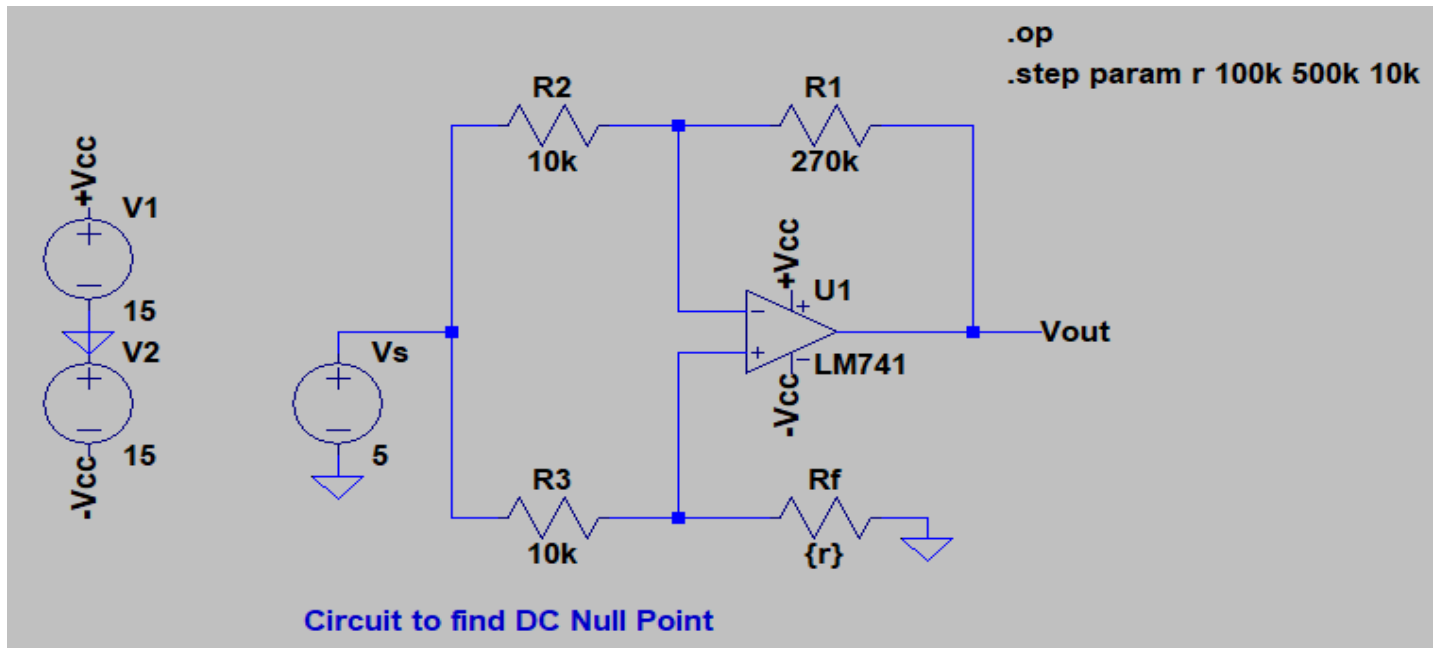 .op
.step param r 100k 500k 10k
R2
10k
R1
270k
+Vcc
V1
15
V2
15
-Vcc
Vs
5
+Vcc
U1
LM741
-Vcc
Vout
R3
10k
Rf
{r}
Circuit to find DC Null Point